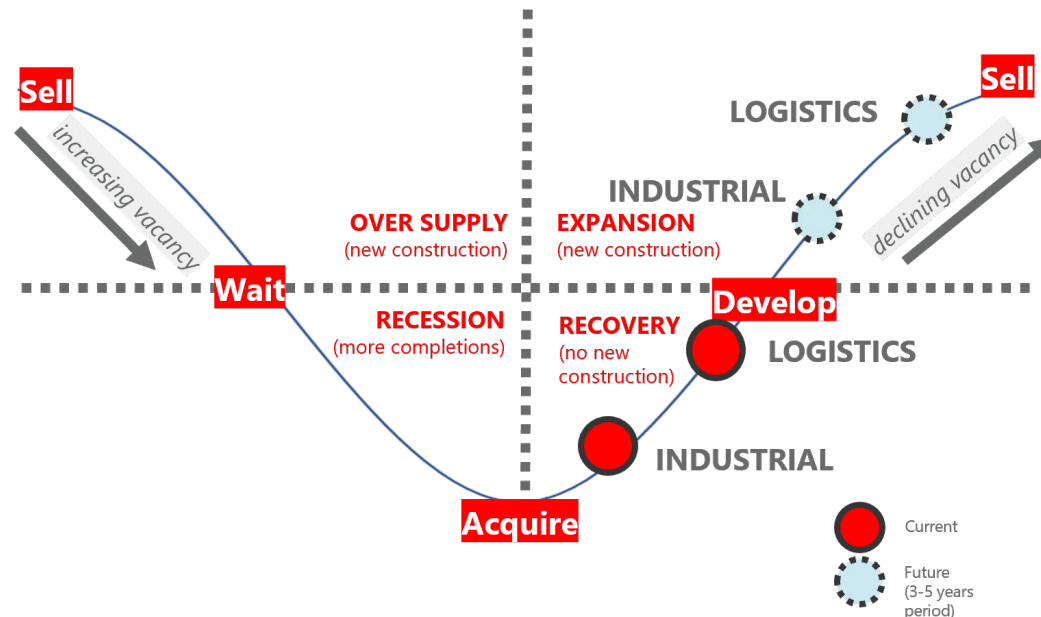 Sell
increasing vacancy
OVER SUPPLY
(new construction)
EXPANSION
(new construction)
LOGISTICS
Sell
INDUSTRIAL
declining vacancy
Wait
Develop
RECESSION
(more completions)
RECOVERY
(no new
construction)
LOGISTICS
INDUSTRIAL
Acquire
Current
Future
(3-5 years
period)